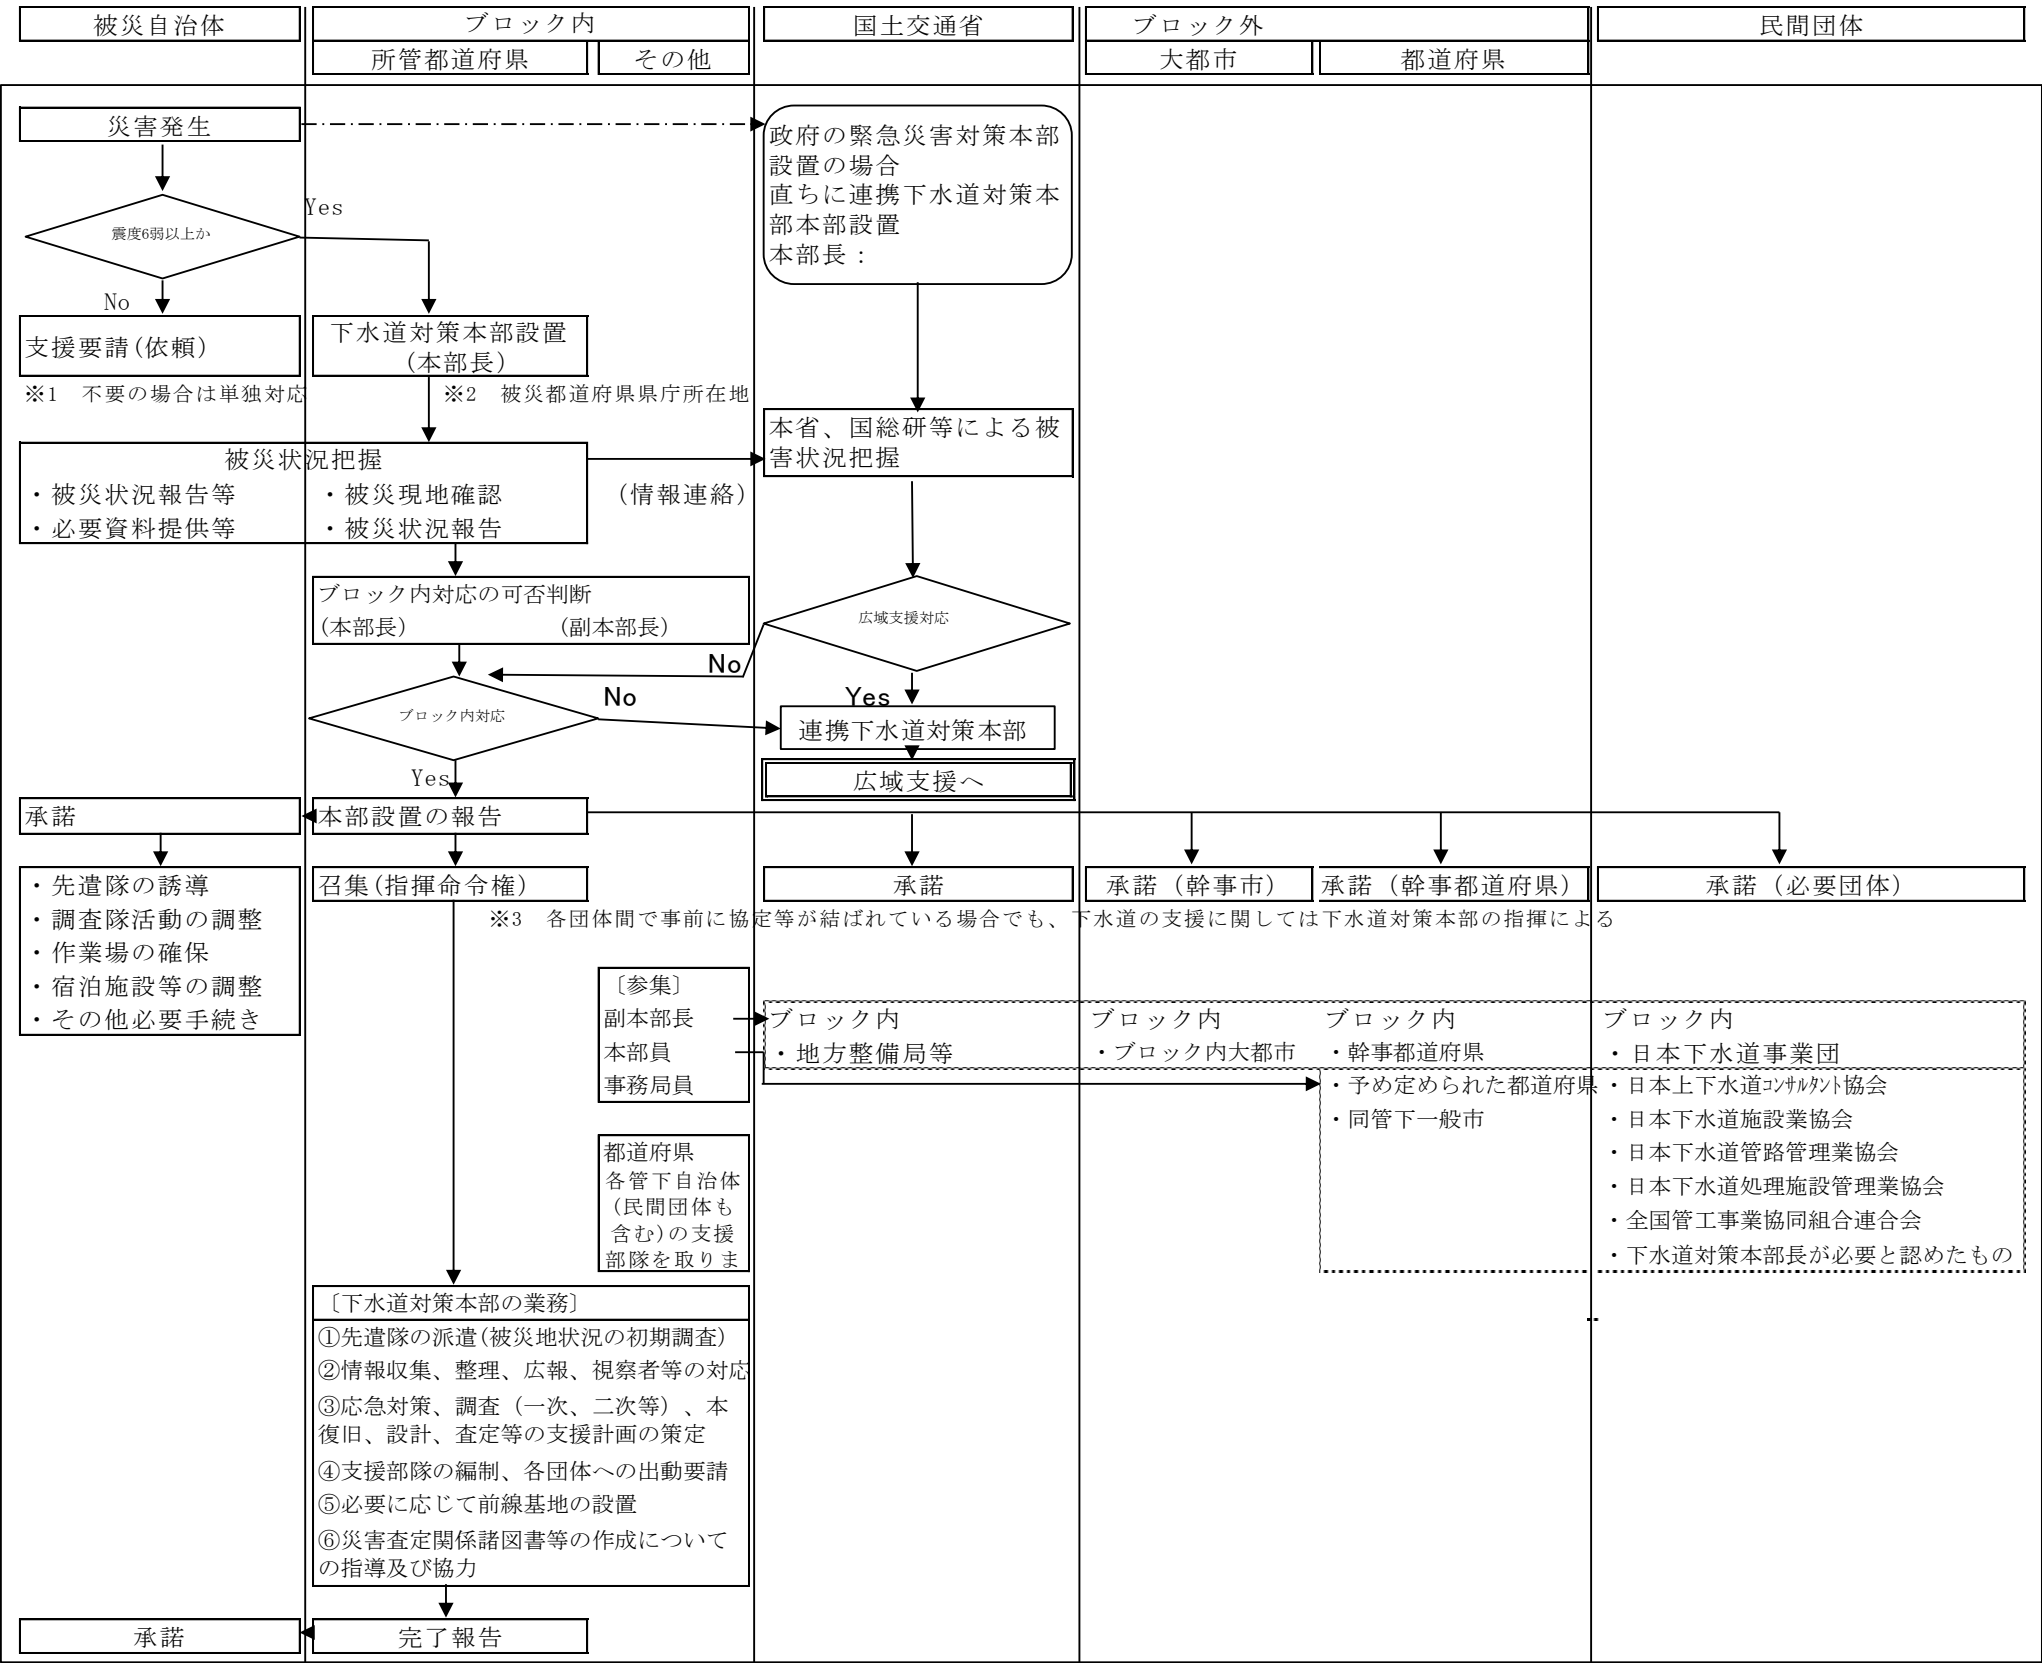 被災自治体
ブロック内
国土交通省
ブロック外
民間団体
所管都道府県
その他
大都市
都道府県
災害発生
政府の緊急災害対策本部
設置の場合
直ちに連携下水道対策本
部本部設置
本部長：
Yes
震度6弱以上か
No
支援要請(依頼)
下水道対策本部設置
(本部長)
※1　不要の場合は単独対応
※2　被災都道府県県庁所在地
本省、国総研等による被
害状況把握
被災状況把握
・被災状況報告等
・被災現地確認
(情報連絡)
・必要資料提供等
・被災状況報告
ブロック内対応の可否判断
(本部長)
(副本部長)
広域支援対応
No
No
Yes
ブロック内対応
連携下水道対策本部
Yes
広域支援へ
承諾
本部設置の報告
・先遣隊の誘導
・調査隊活動の調整
・作業場の確保
・宿泊施設等の調整
・その他必要手続き
召集(指揮命令権)
承諾
承諾（幹事市）
承諾（幹事都道府県）
承諾（必要団体）
※3　各団体間で事前に協定等が結ばれている場合でも、下水道の支援に関しては下水道対策本部の指揮による
〔参集〕
副本部長
本部員
事務局員
ブロック内
・地方整備局等
ブロック内
・ブロック内大都市
ブロック内
・幹事都道府県
・予め定められた都道府県
・同管下一般市
ブロック内
・日本下水道事業団
・日本上下水道ｺﾝｻﾙﾀﾝﾄ協会
・日本下水道施設業協会
・日本下水道管路管理業協会
・日本下水道処理施設管理業協会
・全国管工事業協同組合連合会
・下水道対策本部長が必要と認めたもの
都道府県
各管下自治体
(民間団体も
含む)の支援
部隊を取りま
〔下水道対策本部の業務〕
①先遣隊の派遣(被災地状況の初期調査)
②情報収集、整理、広報、視察者等の対応
③応急対策、調査（一次、二次等）、本
復旧、設計、査定等の支援計画の策定
④支援部隊の編制、各団体への出動要請
⑤必要に応じて前線基地の設置
⑥災害査定関係諸図書等の作成について
の指導及び協力
承諾
完了報告